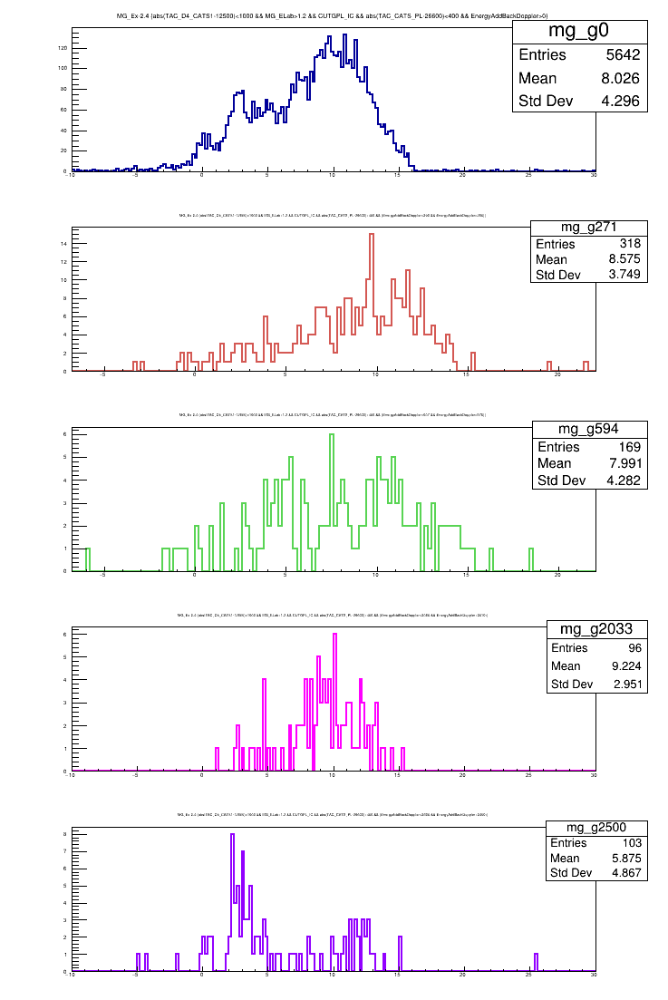 MG_Ex-2.4 {abs(TAC_D4_CATS1-12500)<1000 && MG_ELab>1.2 && CUTGPL_IC && abs(TAC_CATS_PL-26600)<400 && EnergyAddBackDoppler>0}
mg_g0
Entries 5642
Mean 8.026
Std Dev 4.296
120
100
80
60
40
20
0
-10 -5 0 5 10 15 20 25 30
mg_g271
Entries 318
Mean 8.575
Std Dev 3.749
14
12
10
8
6
4
2
0
-5 0 5 10 15 20
mg_g594
Entries 169
Mean 7.991
Std Dev 4.282
6
5
4
3
2
1
0
-5 0 5 10 15 20
mg_g2033
Entries 96
Mean 9.224
Std Dev 2.951
6
5
4
3
2
1
0
-10 -5 0 5 10 15 20 25 30
mg_g2500
Entries 103
Mean 5.875
Std Dev 4.867
8
7
6
5
4
3
2
1
0
-10 -5 0 5 10 15 20 25 30